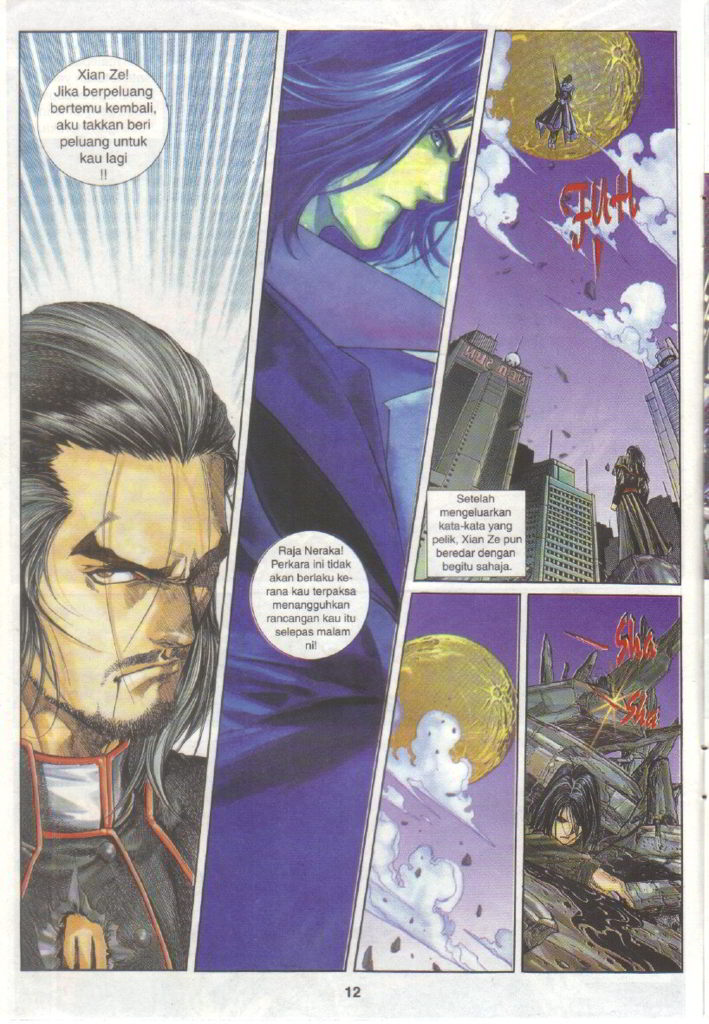 Xian Ze!
Jika berpeluang
bertemu kembali,
aku takkan beri
peluang untuk
kau lagi
!!
Raja Neraka!
Perkara ini tidak
akan berlaku ke-
rana kau terpaksa
menangguhkan
rancangan kau itu
selepas malam
ni!
FUH
!
Setelah
mengeluarkan
kata-kata yang
pelik, Xian Ze pun
beredar dengan
begitu sahaja.
Sha
Sha
12